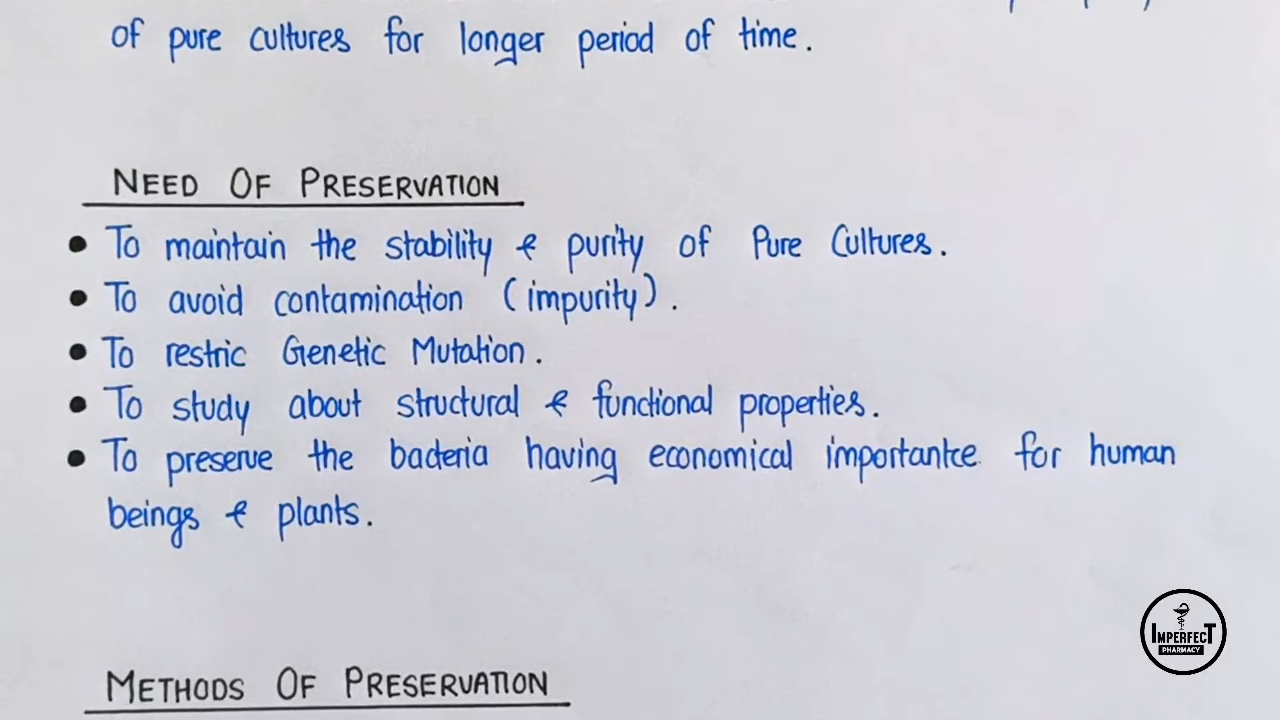 of pure cultures for longer period of time.
NEED OF PRESERVATION
• To maintain the stability & purity of Pure Cultures.
• To avoid contamination (impurity).
• To restric Genetic Mutation.
• To study about structural & functional properties.
• To preserve the bacteria having economical importantce for human
beings & plants.
IMPERFECT
PHARMACY
METHODS OF PRESERVATION